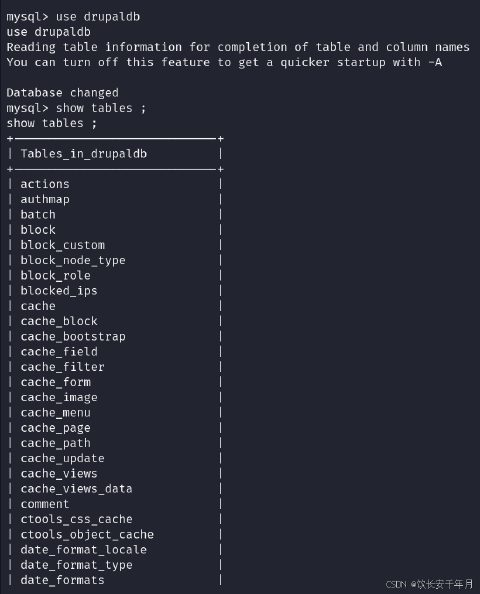 mysql> use drupaldb
use drupaldb
Reading table information for completion of table and column names
You can turn off this feature to get a quicker startup with -A
Database changed
mysql> show tables ;
show tables ;
+---------------------------+
| Tables_in_drupaldb        |
+---------------------------+
| actions                   |
| authmap                   |
| batch                     |
| block                     |
| block_custom              |
| block_node_type           |
| block_role                |
| blocked_ips               |
| cache                     |
| cache_block               |
| cache_bootstrap           |
| cache_field               |
| cache_filter              |
| cache_form                |
| cache_image               |
| cache_menu                |
| cache_page                |
| cache_path                |
| cache_update              |
| cache_views               |
| cache_views_data          |
| comment                   |
| ctools_css_cache          |
| ctools_object_cache       |
| date_format_locale        |
| date_format_type          |
| date_formats              |
CSDN @饮长安千年月